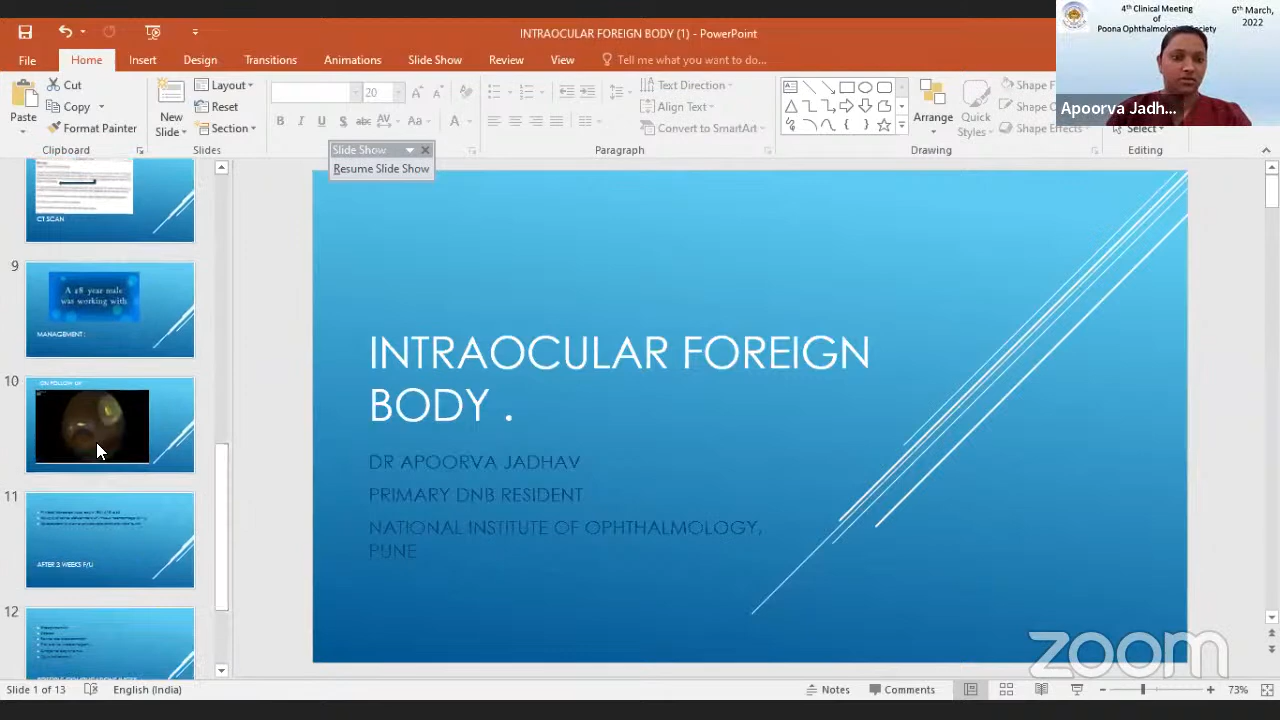 INTRAOCULAR FOREIGN BODY (1) - PowerPoint
4th Clinical Meeting
of
Poona Ophthalmological Society
6th March,
2022
Apoorva Jadh...
File
Home
Insert
Design
Transitions
Animations
Slide Show
Review
View
Tell me what you want to do...
Paste
Cut
Copy
Format Painter
Clipboard
New
Slide
Layout
Reset
Section
Slides
20
B I U S abc AV Aa A
Text Direction
Align Text
Convert to SmartArt
Paragraph
Arrange
Quick
Styles
Shape
Shape O
Shape
Drawing
Select
Editing
Slide Show
Resume Slide Show
CT SCAN
9
A 28 year male
was working with
MANAGEMENT :
10
ON FOLLOW UP
11
AFTER 3 WEEKS F/U
12
INTRAOCULAR FOREIGN
BODY .
DR APOORVA JADHAV
PRIMARY DNB RESIDENT
NATIONAL INSTITUTE OF OPHTHALMOLOGY,
PUNE
zoom
Slide 1 of 13
English (India)
Notes
Comments
73%